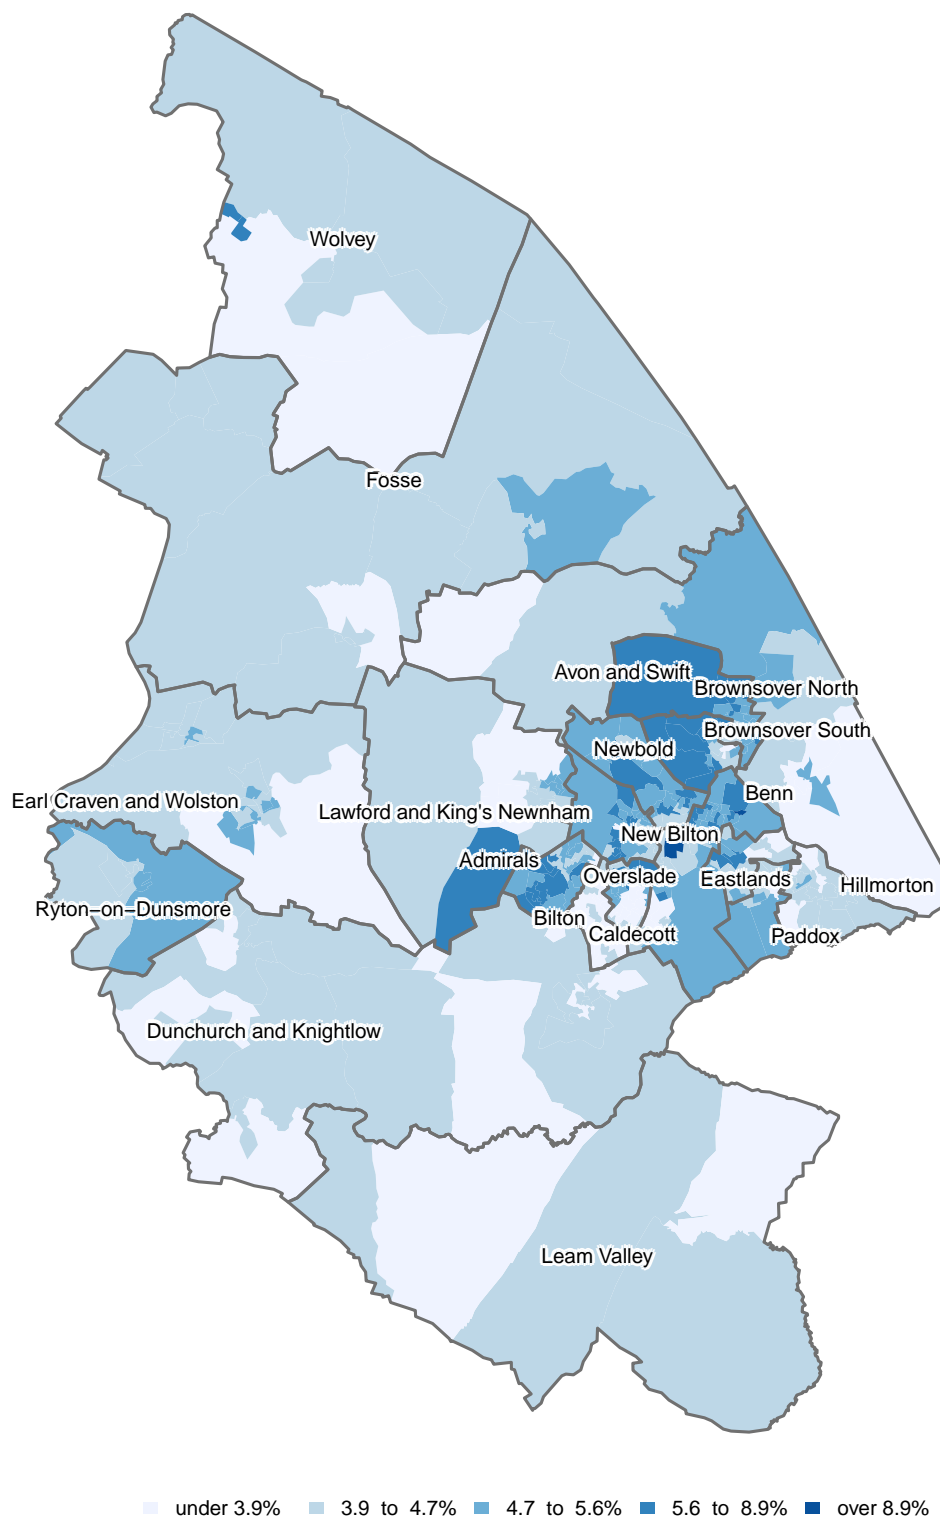 Wolvey
Fosse
Avon and Swift
Brownsover North
Brownsover South
Newbold
Benn
Earl Craven and Wolston
Lawford and King's Newnham
New Bilton
Admirals
Overslade
Eastlands
Hillmorton
Ryton−on−Dunsmore
Bilton
Caldecott
Paddox
Dunchurch and Knightlow
Leam Valley
under 3.9% 3.9 to 4.7% 4.7 to 5.6% 5.6 to 8.9% over 8.9%